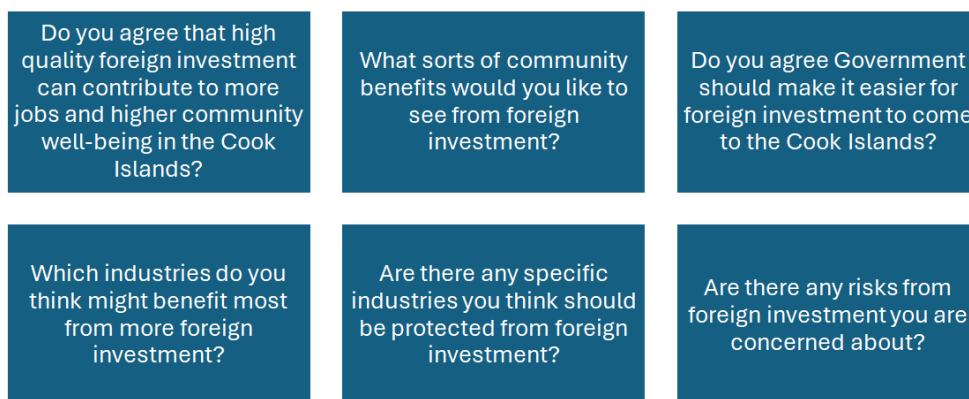 Do you agree that high
quality foreign investment
can contribute to more
jobs and higher community
well-being in the Cook
Islands?
What sorts of community
benefits would you like to
see from foreign
investment?
Do you agree Government
should make it easier for
foreign investment to come
to the Cook Islands?
Which industries do you
think might benefit most
from more foreign
investment?
Are there any specific
industries you think should
be protected from foreign
investment?
Are there any risks from
foreign investment you are
concerned about?